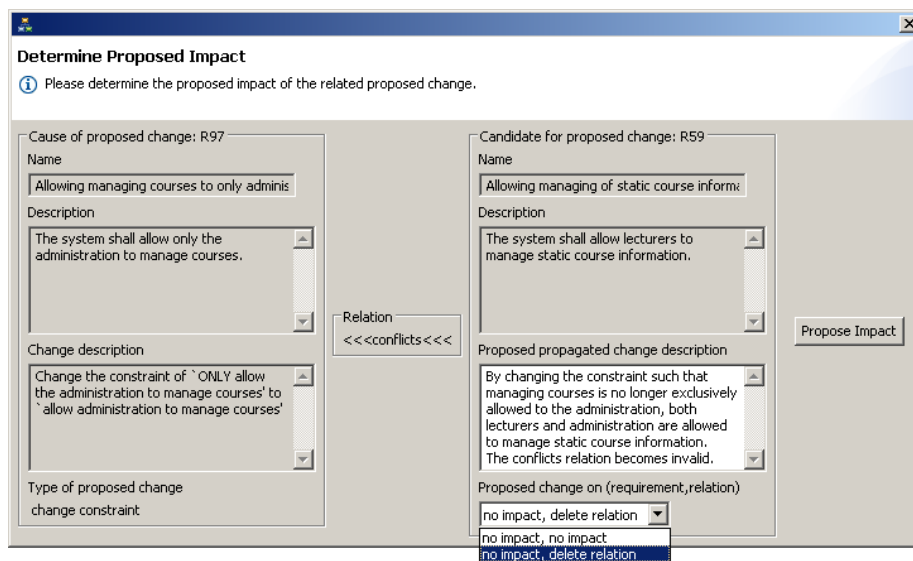 Determine Proposed Impact
Please determine the proposed impact of the related proposed change.
Cause of proposed change: R97
Name
Allowing managing courses to only adminis
Description
The system shall allow only the
administration to manage courses.
Change description
Change the constraint of `ONLY allow
the administration to manage courses' to
`allow administration to manage courses'
Type of proposed change
change constraint
Relation
<<<conflicts<<<
Candidate for proposed change: R59
Name
Allowing managing of static course informa
Description
The system shall allow lecturers to
manage static course information.
Proposed propagated change description
By changing the constraint such that
managing courses is no longer exclusively
allowed to the administration, both
lecturers and administration are allowed
to manage static course information.
The conflicts relation becomes invalid.
Proposed change on (requirement,relation)
no impact, delete relation
no impact, no impact
no impact, delete relation
Propose Impact